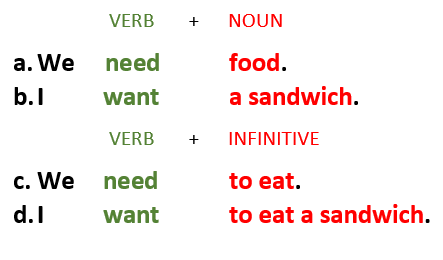 VERB + NOUN
a. We need food.
b. I want a sandwich.
VERB + INFINITIVE
c. We need to eat.
d. I want to eat a sandwich.